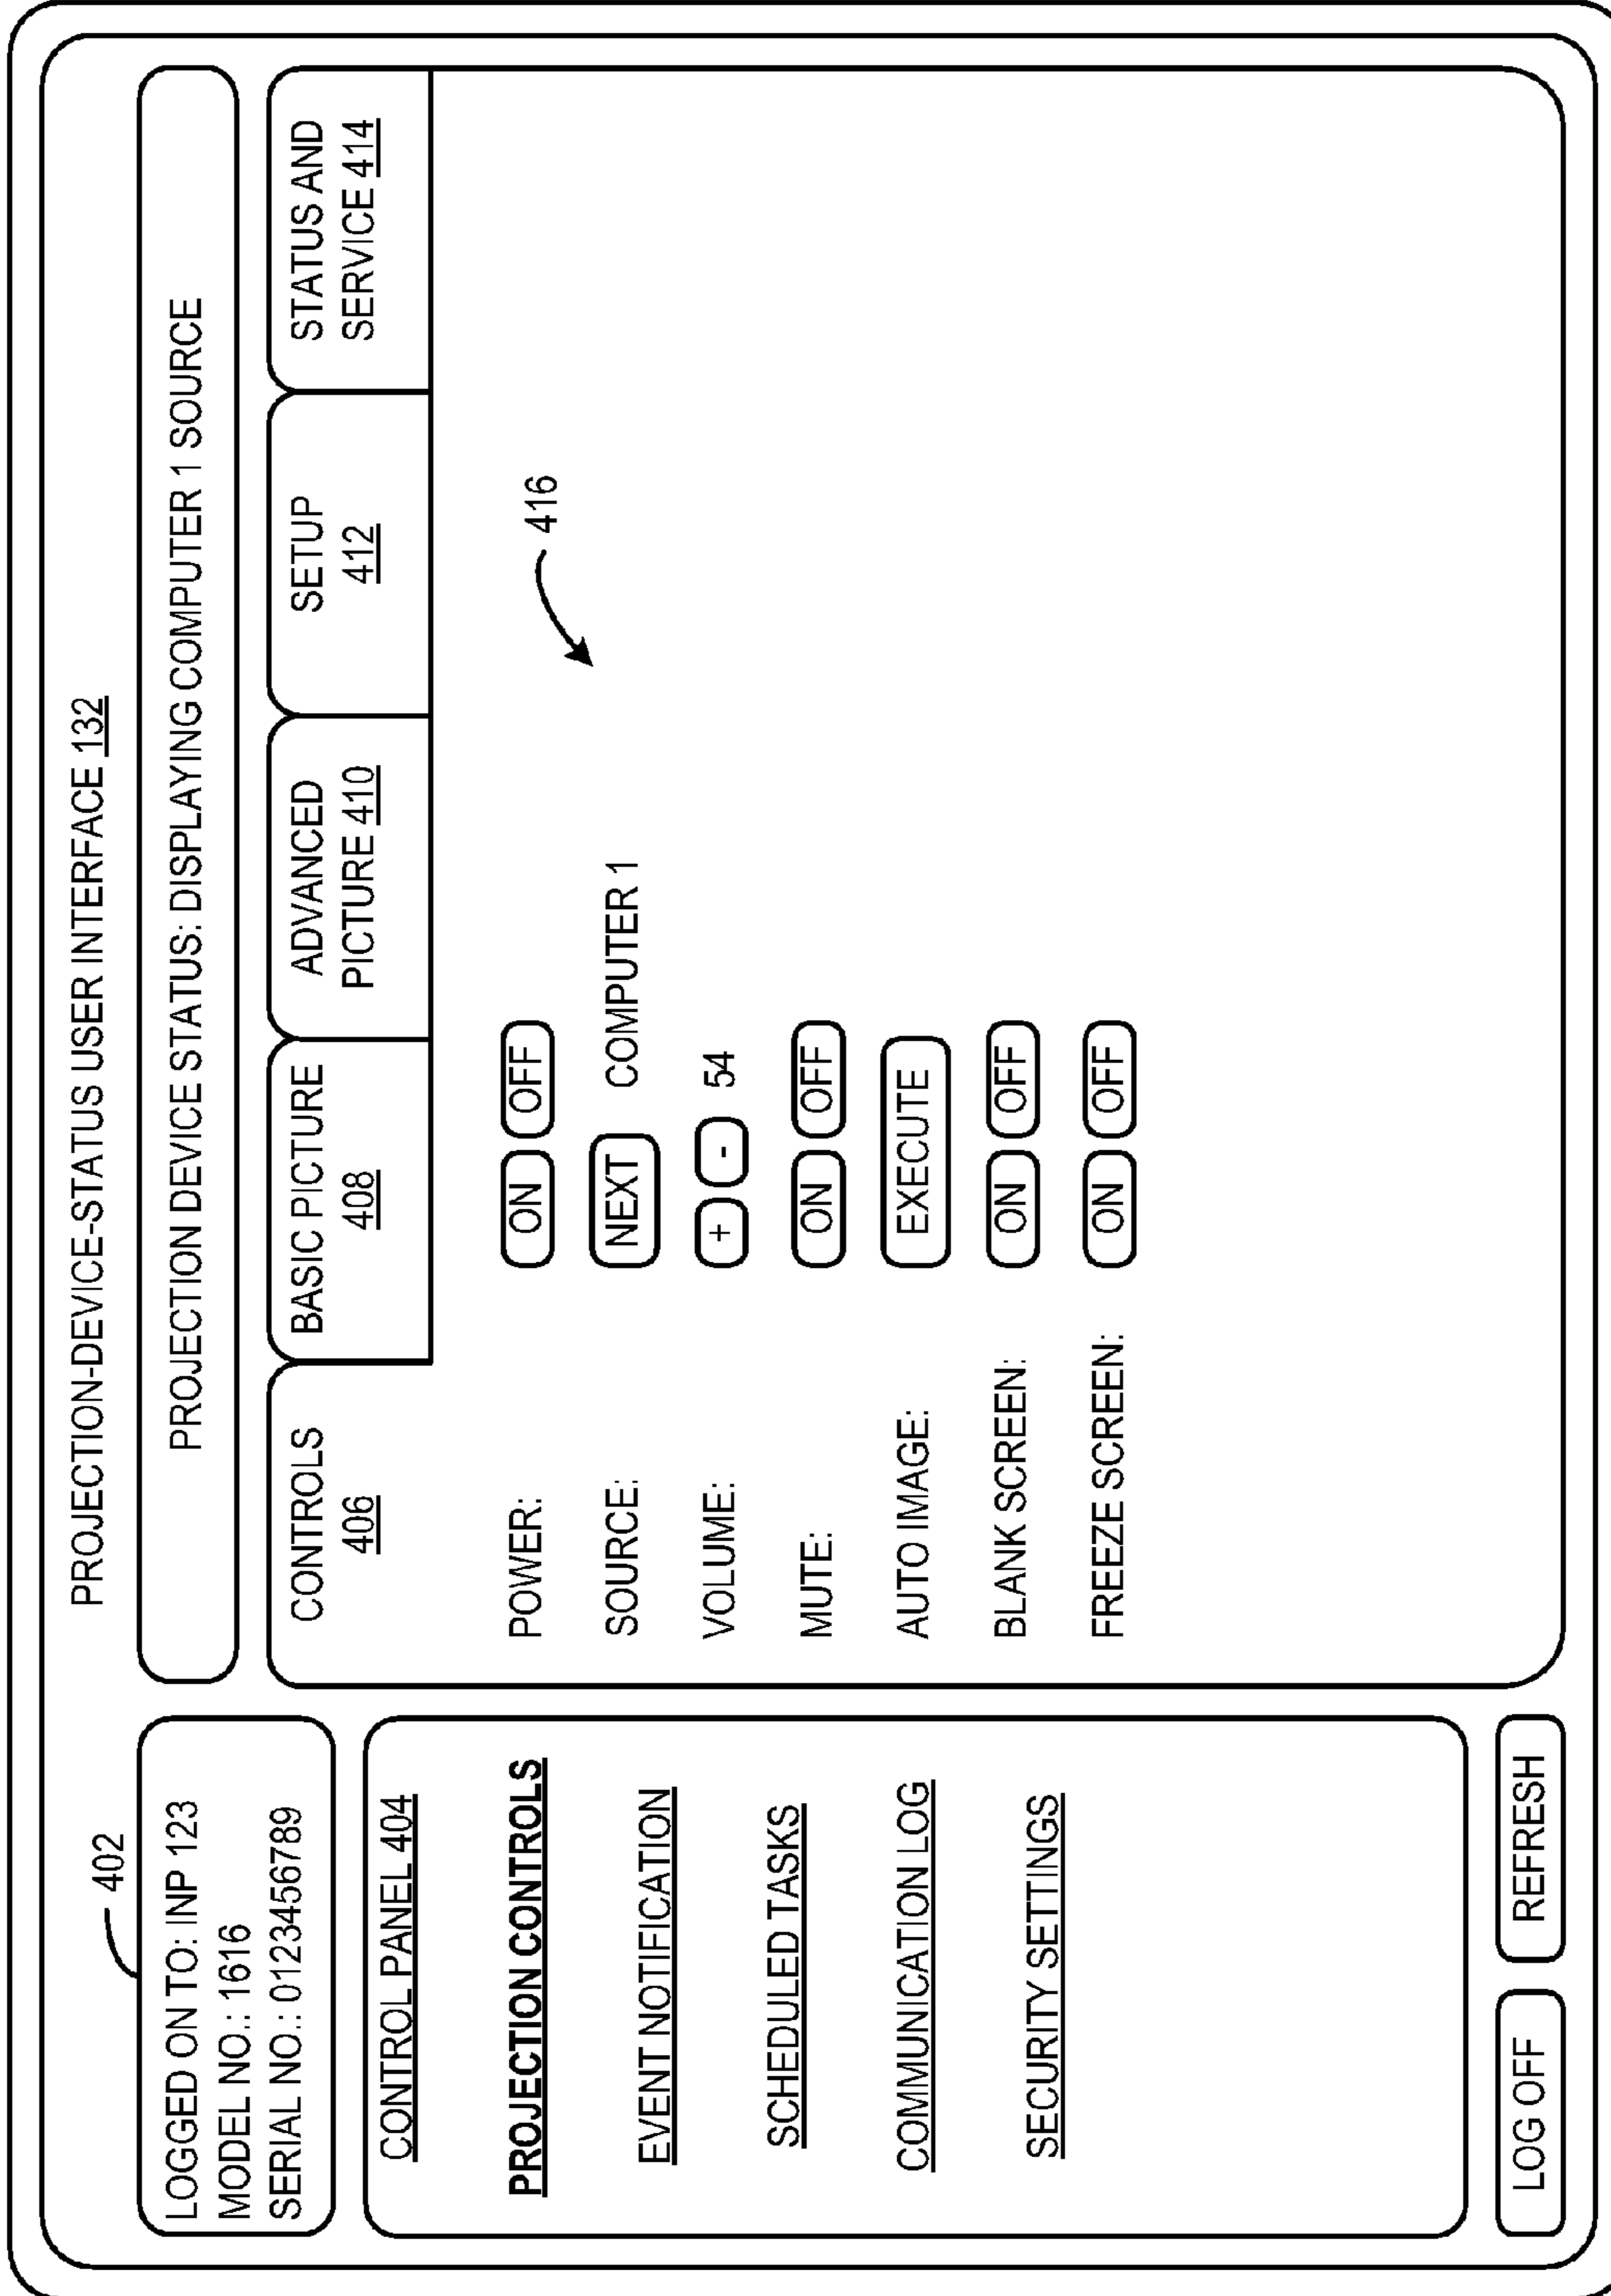 PROJECTION-DEVICE-STATUS USER INTERFACE 132
402
LOGGED ON TO: INP 123
MODEL NO.: 1616
SERIAL NO.: 0123456789
PROJECTION DEVICE STATUS: DISPLAYING COMPUTER 1 SOURCE
CONTROL PANEL 404
PROJECTION CONTROLS
EVENT NOTIFICATION
SCHEDULED TASKS
COMMUNICATION LOG
SECURITY SETTINGS
LOG OFF
REFRESH
CONTROLS
406
BASIC PICTURE
408
ADVANCED
PICTURE 410
SETUP
412
STATUS AND
SERVICE 414
416
POWER: ON OFF
SOURCE: NEXT COMPUTER 1
VOLUME: + - 54
MUTE: ON OFF
AUTO IMAGE: EXECUTE
BLANK SCREEN: ON OFF
FREEZE SCREEN: ON OFF